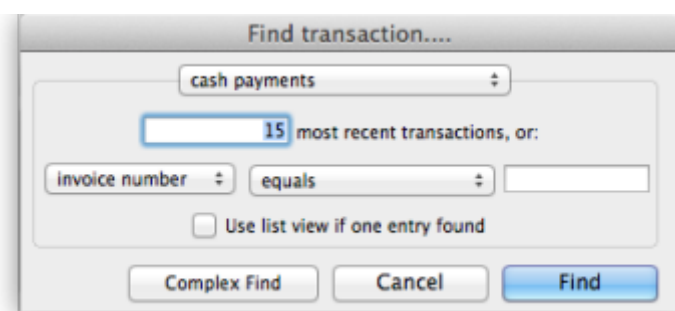 Find transaction....
cash payments
15 most recent transactions, or:
invoice number equals
Use list view if one entry found
Complex Find Cancel Find